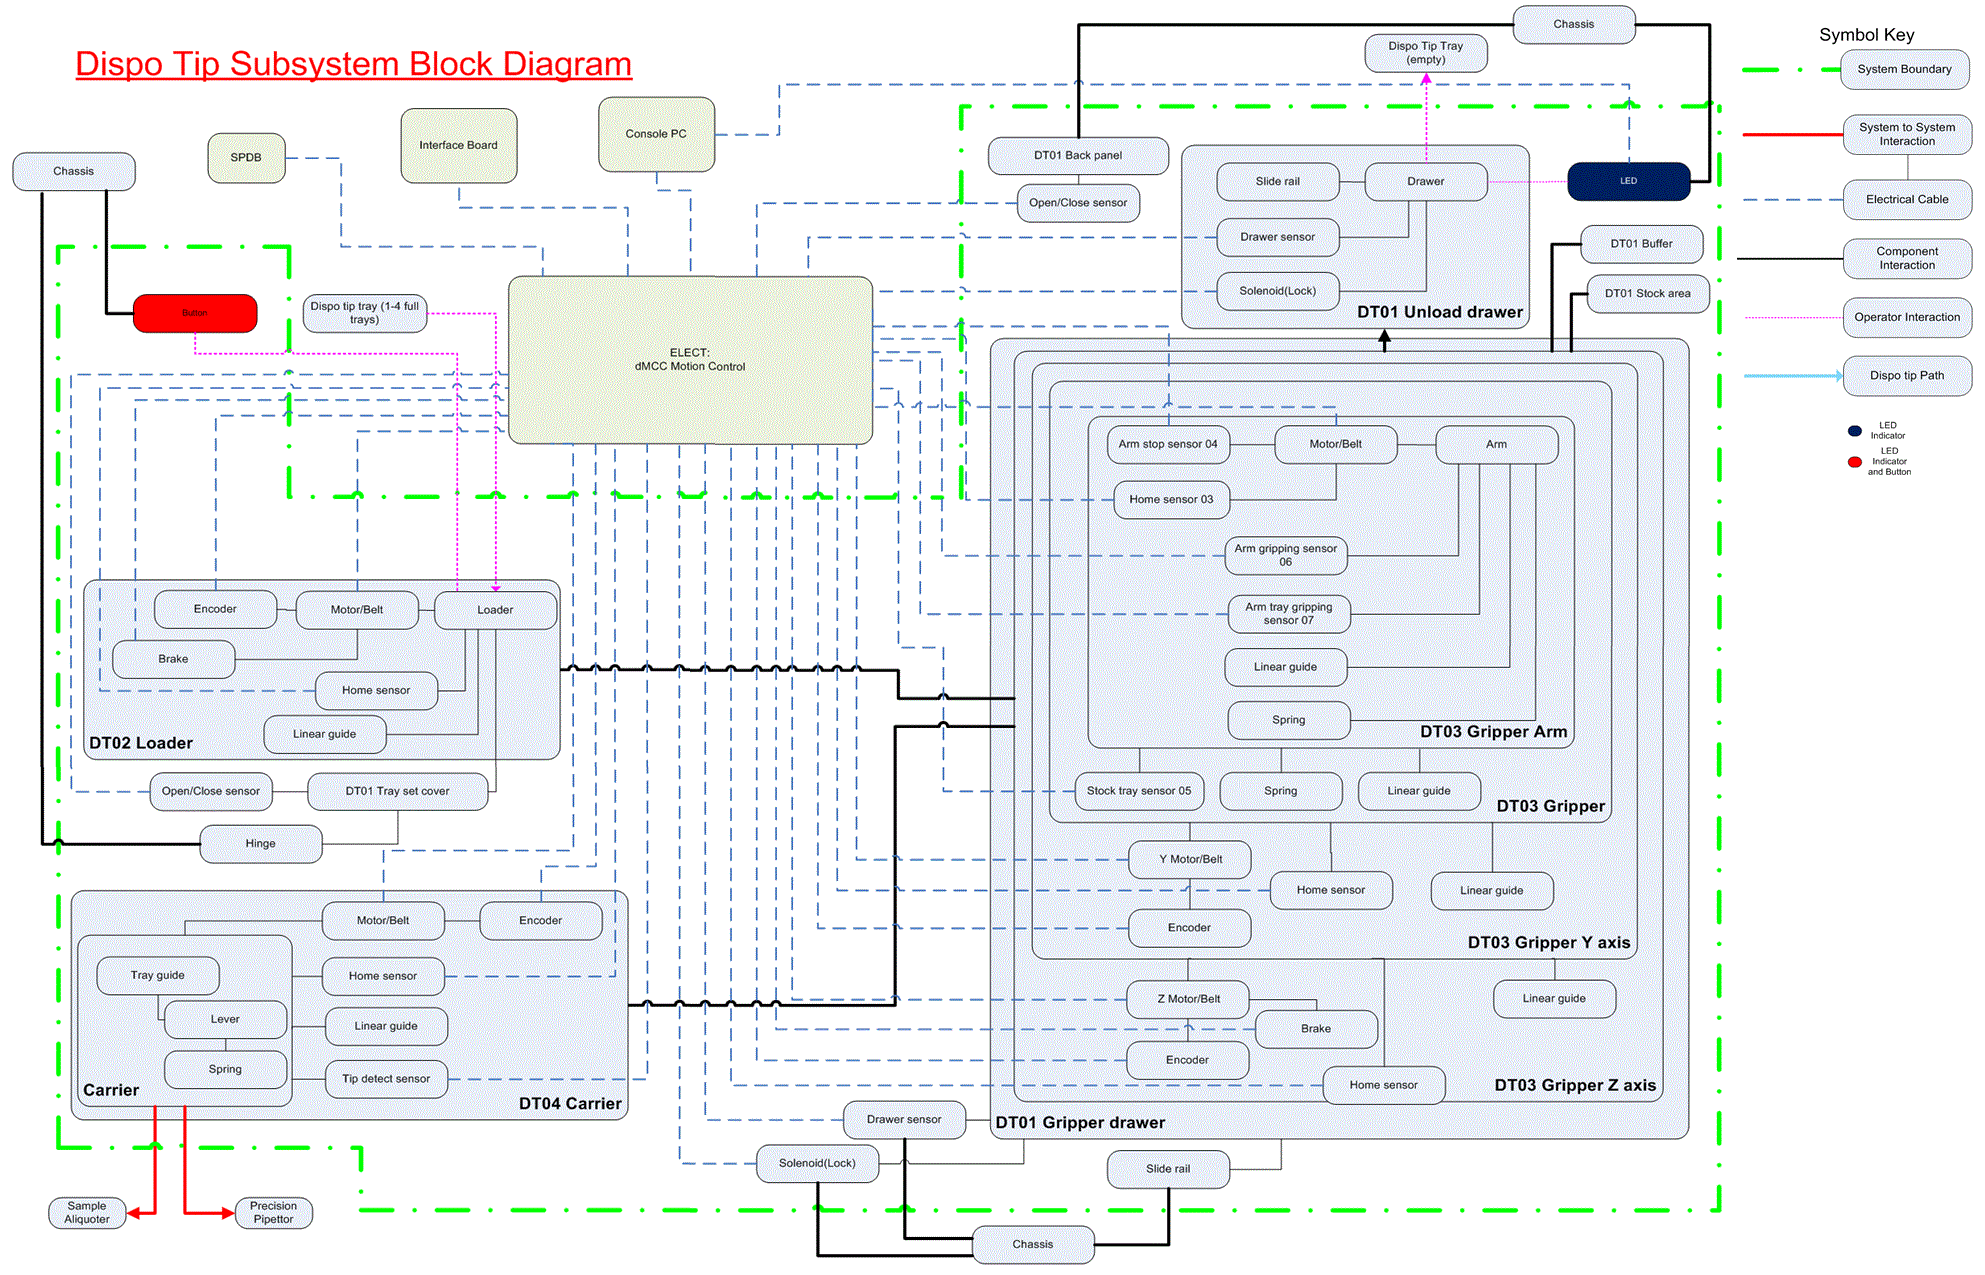 Dispo Tip Subsystem Block Diagram
Chassis
Dispo Tip Tray
(empty)
Symbol Key
System Boundary
System to System
Interaction
Electrical Cable
Component
Interaction
Operator Interaction
Dispo tip Path
LED
Indicator
LED
Indicator
and Button
Chassis
SPDB
Interface Board
Console PC
DT01 Back panel
Open/Close sensor
Slide rail
Drawer
LED
Drawer sensor
Solenoid(Lock)
DT01 Unload drawer
DT01 Buffer
DT01 Stock area
Button
Dispo tip tray (1-4 full
trays)
ELECT:
dMCC Motion Control
Arm stop sensor 04
Motor/Belt
Arm
Home sensor 03
Arm gripping sensor
06
Arm tray gripping
sensor 07
Linear guide
Spring
DT03 Gripper Arm
Stock tray sensor 05
Spring
Linear guide
DT03 Gripper
Y Motor/Belt
Home sensor
Linear guide
Encoder
DT03 Gripper Y axis
Z Motor/Belt
Brake
Linear guide
Encoder
Home sensor
DT03 Gripper Z axis
DT01 Gripper drawer
Encoder
Motor/Belt
Loader
Brake
Home sensor
Linear guide
DT02 Loader
Open/Close sensor
DT01 Tray set cover
Hinge
Motor/Belt
Encoder
Tray guide
Home sensor
Lever
Linear guide
Spring
Tip detect sensor
Carrier
DT04 Carrier
Drawer sensor
Solenoid(Lock)
Slide rail
Sample
Aliquoter
Precision
Pipettor
Chassis